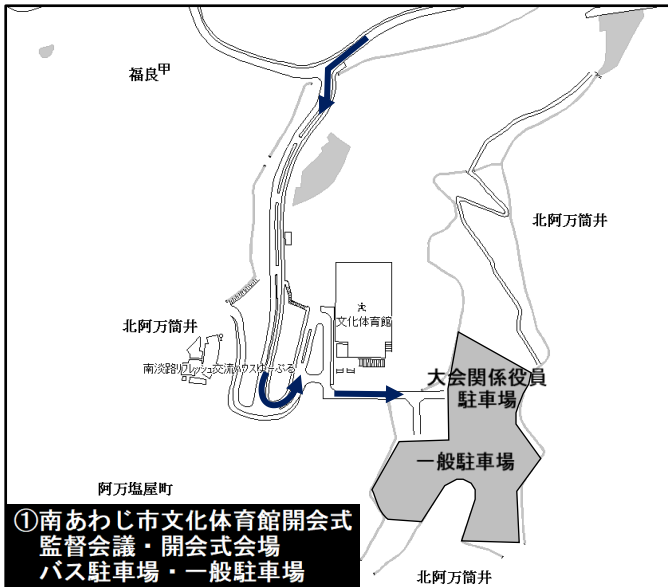 福良甲
北阿万筒井
北阿万筒井
文化体育館
南淡路リフレッシュ交流ハウスゆーぷる
大会関係役員
駐車場
一般駐車場
阿万塩屋町
①南あわじ市文化体育館開会式
監督会議・開会式会場
バス駐車場・一般駐車場
北阿万筒井